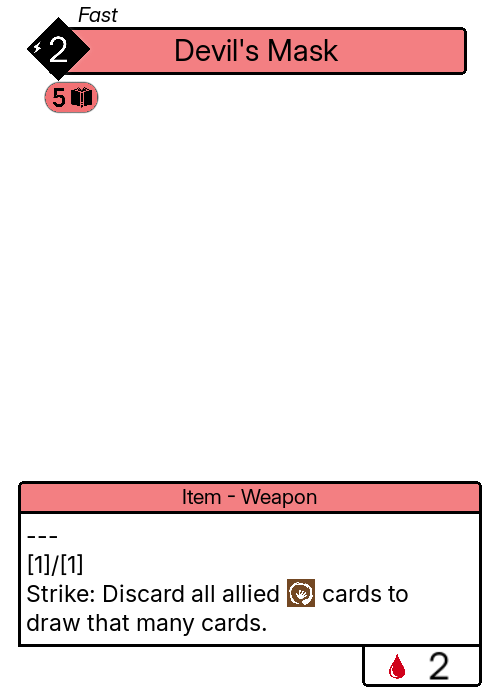 Fast
2 Devil's Mask
5
Item - Weapon
---
[1]/[1]
Strike: Discard all allied cards to
draw that many cards.
2